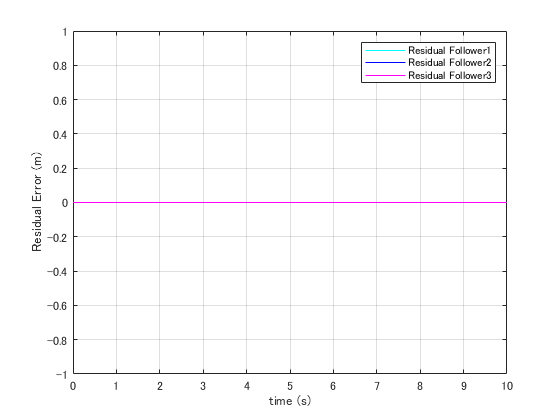 1
0.8
0.6
0.4
0.2
0
-0.2
-0.4
-0.6
-0.8
-1
Residual Error (m)
Residual Follower1
Residual Follower2
Residual Follower3
0 1 2 3 4 5 6 7 8 9 10
time (s)